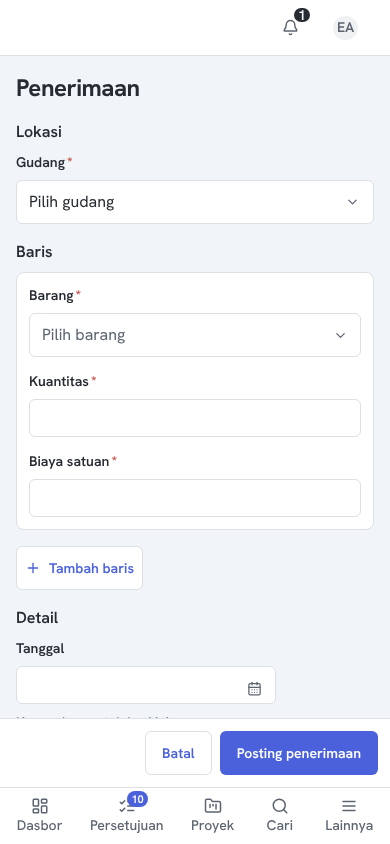 1
EA
Penerimaan
Lokasi
Gudang*
Pilih gudang
Baris
Barang*
Pilih barang
Kuantitas*
Biaya satuan*
+ Tambah baris
Detail
Tanggal
Batal
Posting penerimaan
10
Dasbor
Persetujuan
Proyek
Cari
Lainnya